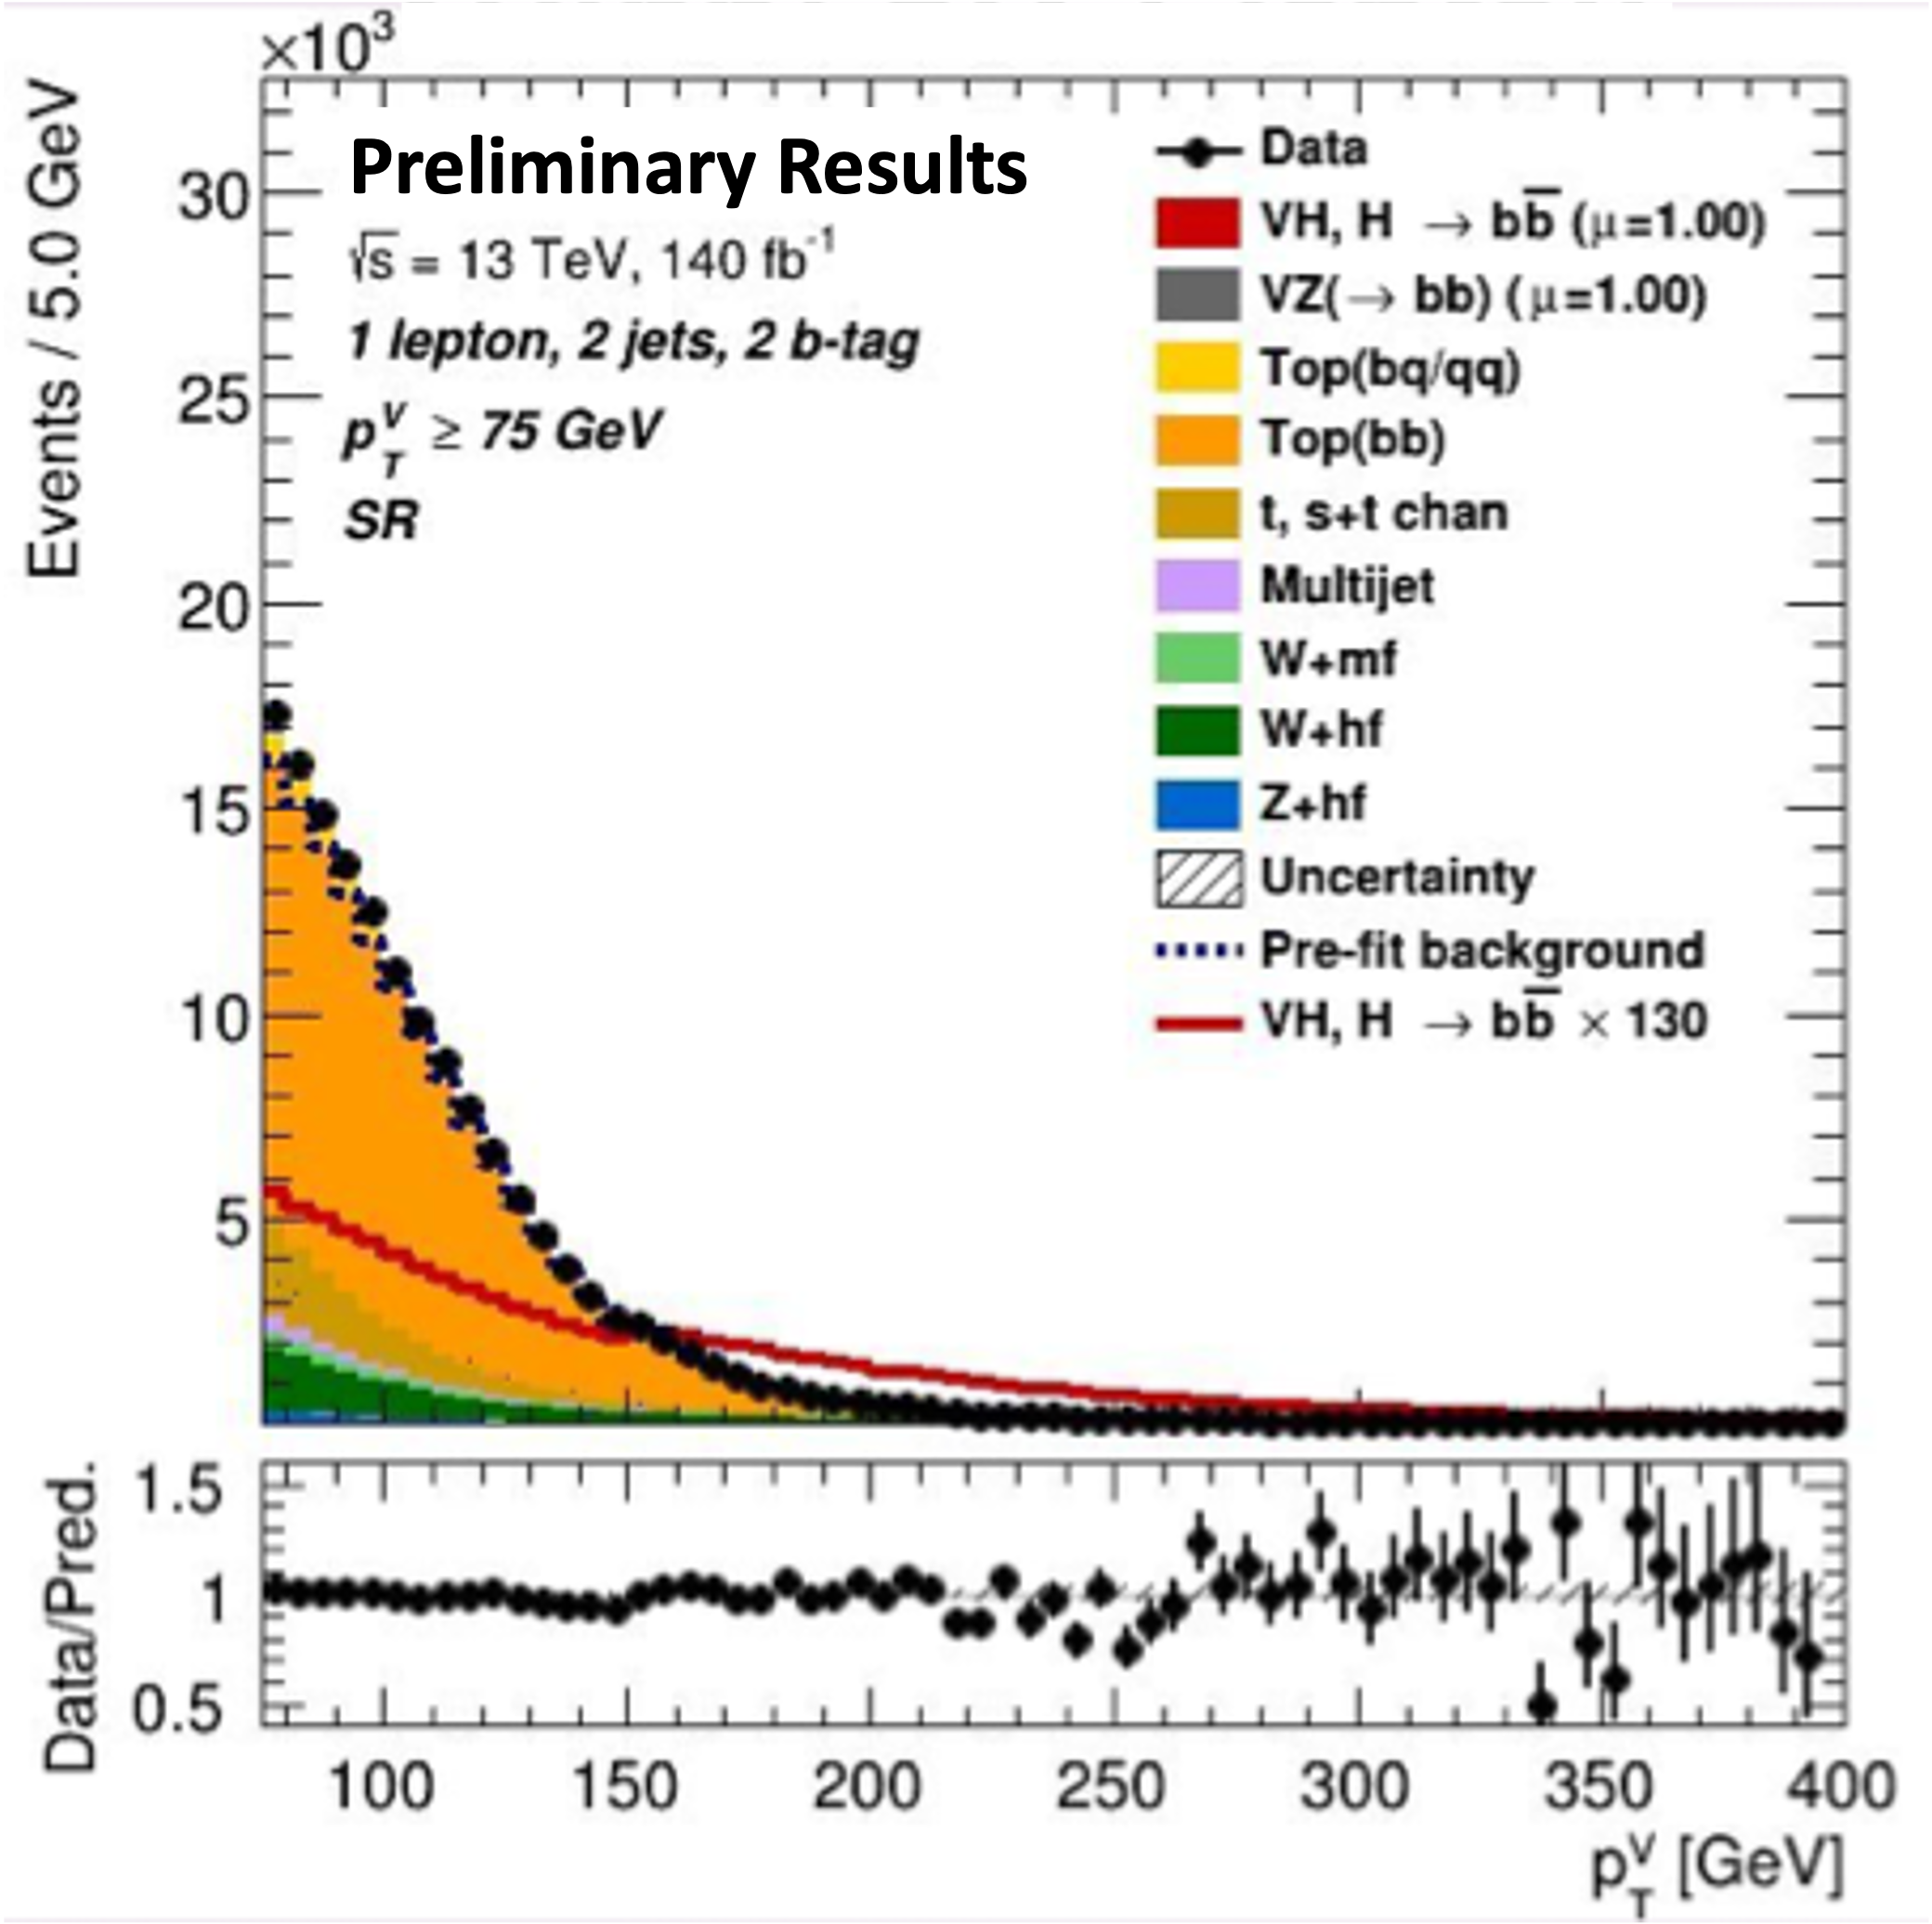 ×10³
Events / 5.0 GeV
30
25
20
15
10
5
Preliminary Results
√s = 13 TeV, 140 fb⁻¹
1 lepton, 2 jets, 2 b-tag
p_T^V ≥ 75 GeV
SR
Data
VH, H → bb̅ (μ=1.00)
VZ(→ bb) (μ=1.00)
Top(bq/qq)
Top(bb)
t, s+t chan
Multijet
W+mf
W+hf
Z+hf
Uncertainty
Pre-fit background
VH, H → bb̅ × 130
Data/Pred.
1.5
1
0.5
100 150 200 250 300 350 400
p_T^V [GeV]